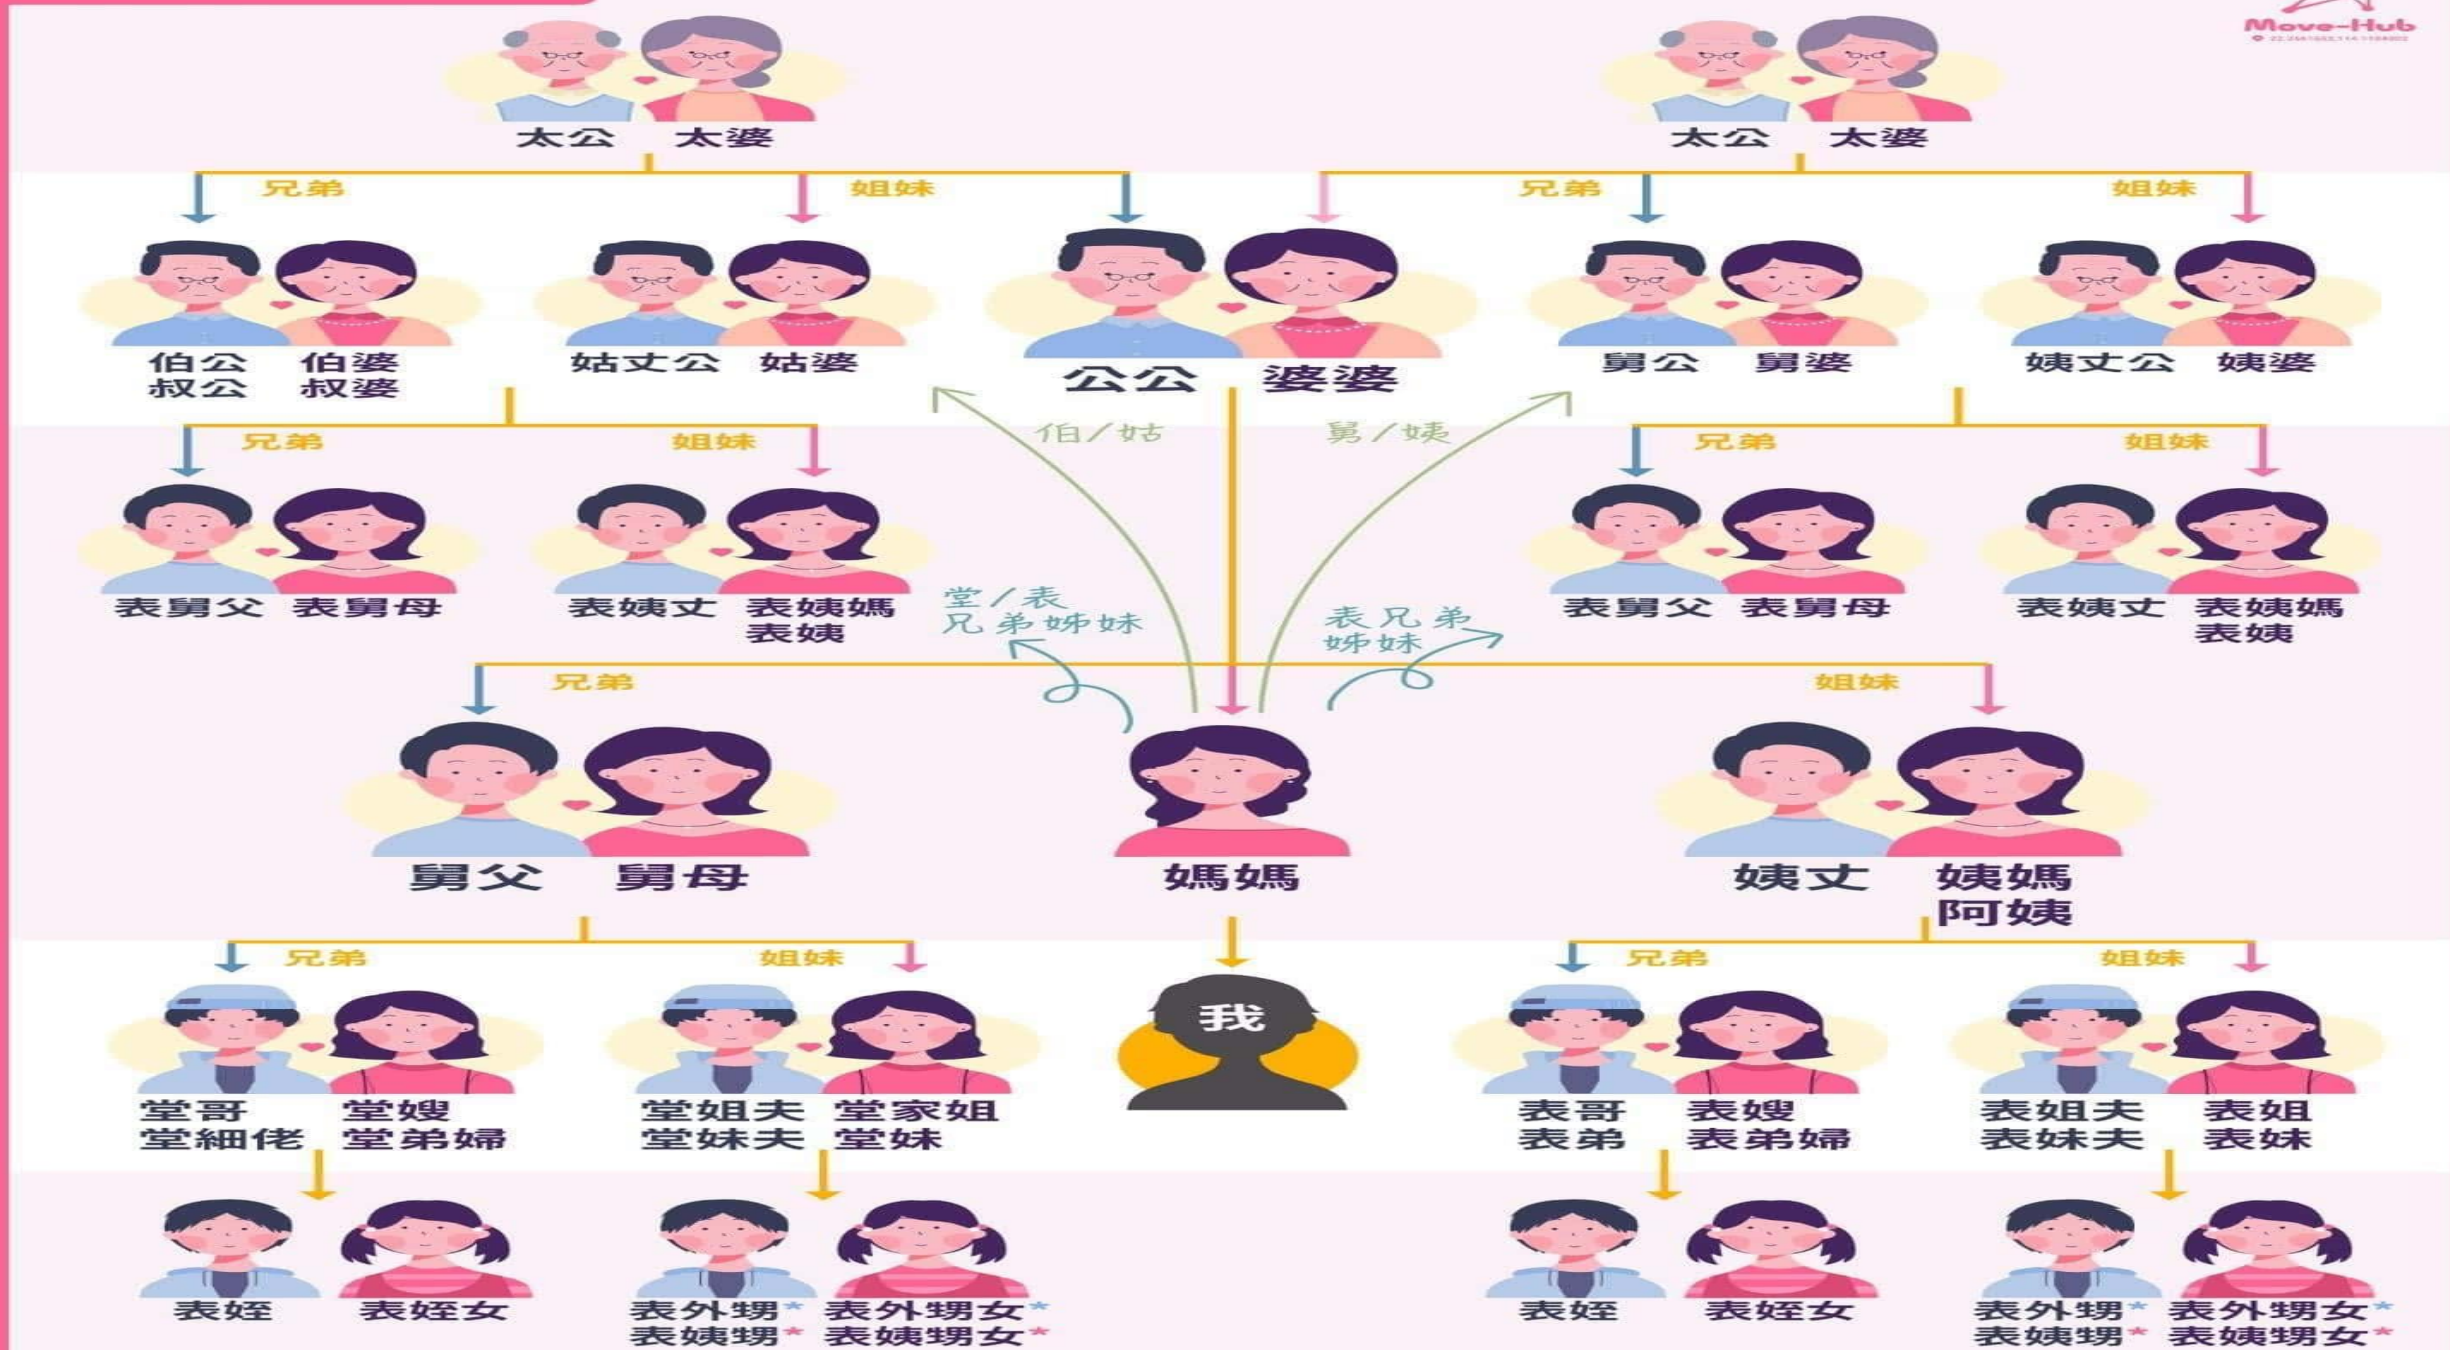 Move-Hub
太公 太婆 太公 太婆
兄弟 姐妹 兄弟 姐妹
伯公 伯婆 姑丈公 姑婆 公公 婆婆 舅公 舅婆 姨丈公 姨婆
叔公 叔婆
伯/姑 舅/姨
兄弟 姐妹 兄弟 姐妹
表舅父 表舅母 表姨丈 表姨媽 表舅父 表舅母 表姨丈 表姨媽
表姨 表姨
堂/表 表兄弟
兄弟姊妹 姊妹
兄弟 姐妹
舅父 舅母 媽媽 姨丈 姨媽
阿姨
兄弟 姐妹 兄弟 姐妹
我
堂哥 堂嫂 堂姐夫 堂家姐 表哥 表嫂 表姐夫 表姐
堂細佬 堂弟婦 堂妹夫 堂妹 表弟 表弟婦 表妹夫 表妹
表姪 表姪女 表外甥* 表外甥女* 表姪 表姪女 表外甥* 表外甥女*
表姨甥* 表姨甥女* 表姨甥* 表姨甥女*